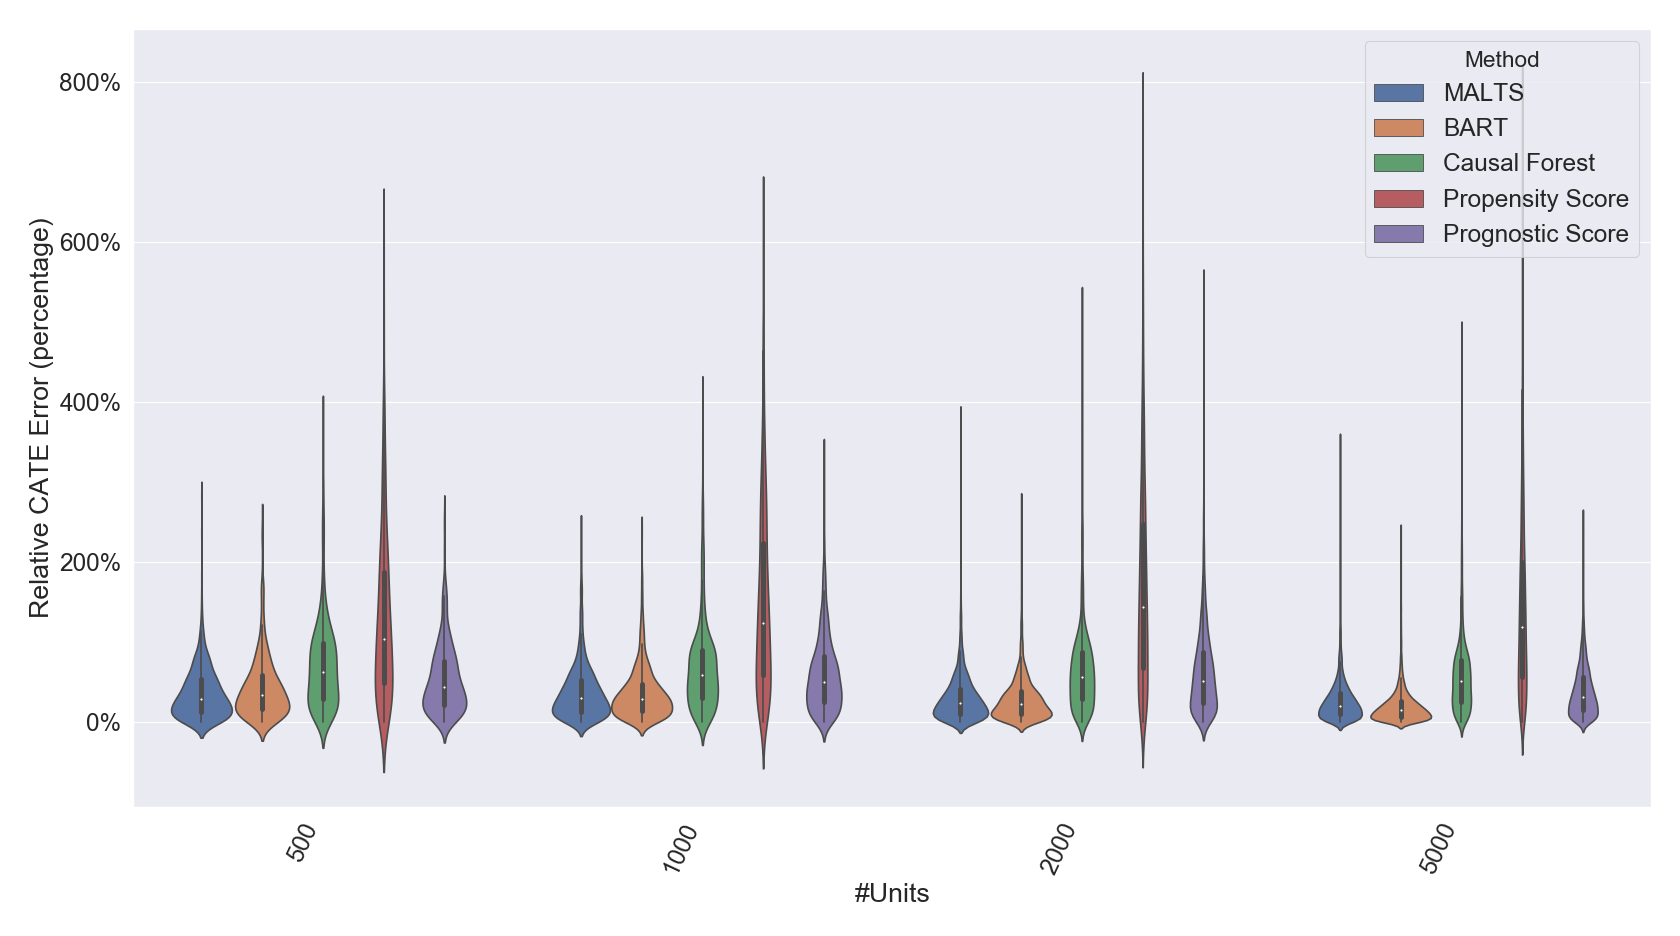 Relative CATE Error (percentage)
800%
600%
400%
200%
0%
Method
MALTS
BART
Causal Forest
Propensity Score
Prognostic Score
500
1000
2000
5000
#Units